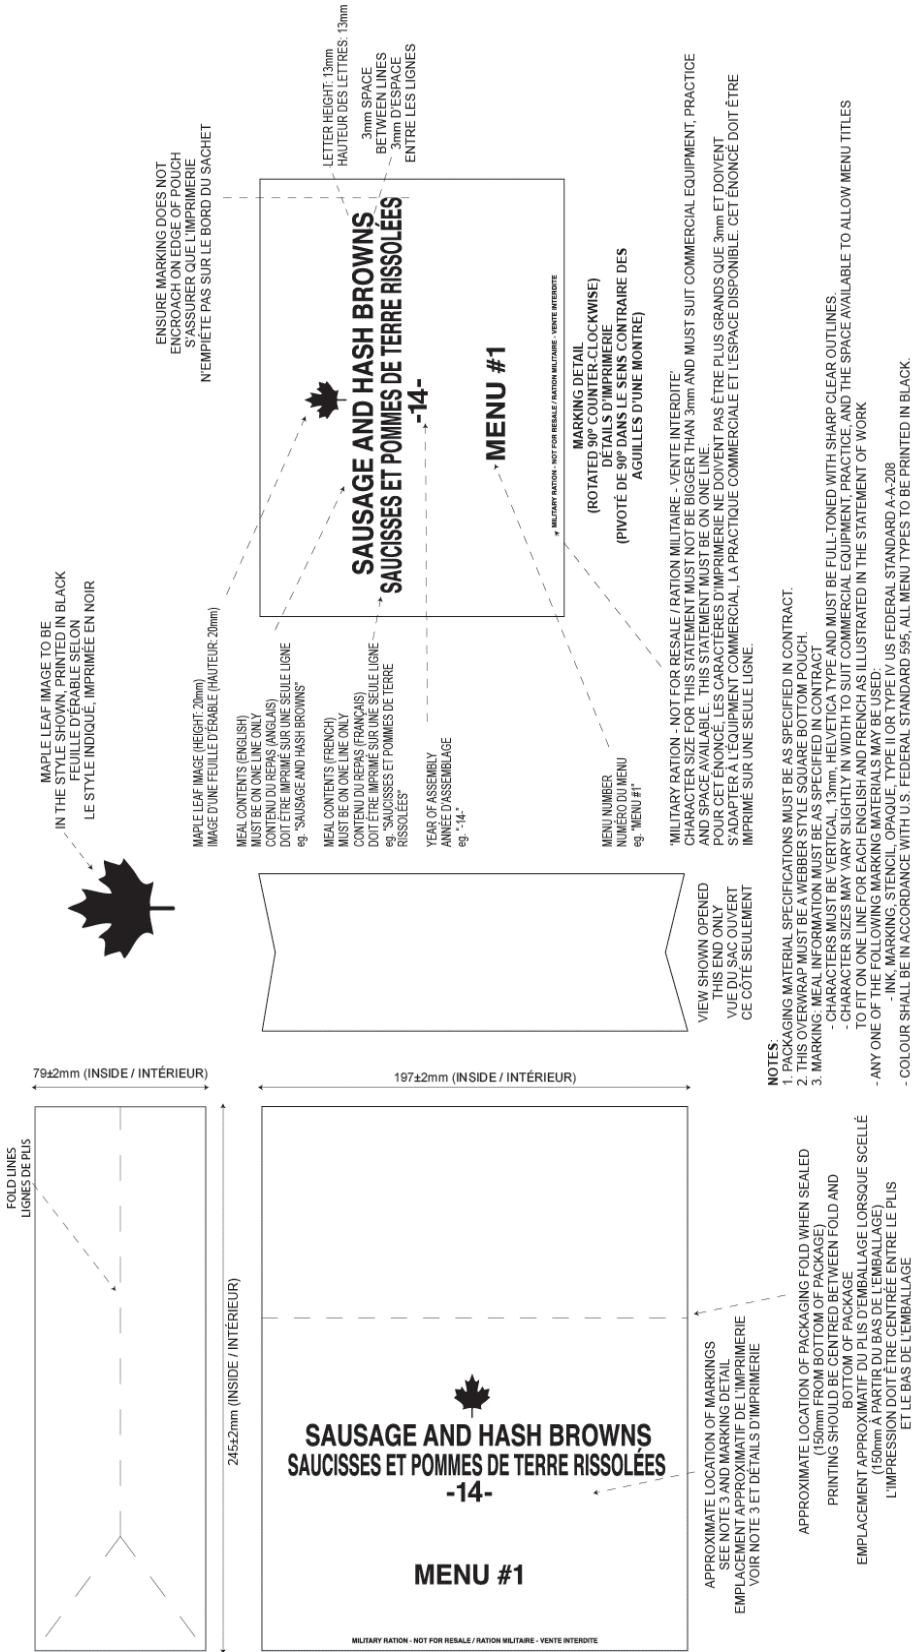 MAPLE LEAF IMAGE TO BE
IN THE STYLE SHOWN, PRINTED IN BLACK
FEUILLE D'ÉRABLE SELON
LE STYLE INDIQUÉ, IMPRIMÉE EN NOIR
FOLD LINES
LIGNES DE PLIS
79±2mm (INSIDE / INTÉRIEUR)
245±2mm (INSIDE / INTÉRIEUR)
197±2mm (INSIDE / INTÉRIEUR)
SAUSAGE AND HASH BROWNS
SAUCISSES ET POMMES DE TERRE RISSOLÉES
-14-
MENU #1
MILITARY RATION - NOT FOR RESALE / RATION MILITAIRE - VENTE INTERDITE
APPROXIMATE LOCATION OF MARKINGS
SEE NOTE 3 AND MARKING DETAIL
EMPLACEMENT APPROXIMATIF DE L'IMPRIMERIE
VOIR NOTE 3 ET DÉTAILS D'IMPRIMERIE
APPROXIMATE LOCATION OF PACKAGING FOLD WHEN SEALED
(150mm FROM BOTTOM OF PACKAGE)
PRINTING SHOULD BE CENTRED BETWEEN FOLD AND
BOTTOM OF PACKAGE
EMPLACEMENT APPROXIMATIF DU PLIS D'EMBALLAGE LORSQUE SCELLÉ
(150mm À PARTIR DU BAS DE L'EMBALLAGE)
L'IMPRESSION DOIT ÊTRE CENTRÉE ENTRE LE PLIS
ET LE BAS DE L'EMBALLAGE
VIEW SHOWN OPENED
THIS END ONLY
VUE DU SAC OUVERT
CE CÔTÉ SEULEMENT
MAPLE LEAF IMAGE (HEIGHT: 20mm)
IMAGE D'UNE FEUILLE D'ÉRABLE (HAUTEUR: 20mm)
MEAL CONTENTS (ENGLISH)
MUST BE ON ONE LINE ONLY
CONTENU DU REPAS (ANGLAIS)
DOIT ÊTRE IMPRIMÉ SUR UNE SEULE LIGNE
eg. "SAUSAGE AND HASH BROWNS"
MEAL CONTENTS (FRENCH)
MUST BE ON ONE LINE ONLY
CONTENU DU REPAS (FRANÇAIS)
DOIT ÊTRE IMPRIMÉ SUR UNE SEULE LIGNE
eg. "SAUCISSES ET POMMES DE TERRE
RISSOLÉES"
YEAR OF ASSEMBLY
ANNÉE D'ASSEMBLAGE
eg. "-14-"
MENU NUMBER
NUMÉRO DU MENU
eg. "MENU #1"
ENSURE MARKING DOES NOT
ENCROACH ON EDGE OF POUCH
S'ASSURER QUE L'IMPRIMERIE
N'EMPIÈTE PAS SUR LE BORD DU SACHET
LETTER HEIGHT: 13mm
HAUTEUR DES LETTRES: 13mm
3mm SPACE
BETWEEN LINES
3mm D'ESPACE
ENTRE LES LIGNES
SAUSAGE AND HASH BROWNS
SAUCISSES ET POMMES DE TERRE RISSOLÉES
-14-
MENU #1
MILITARY RATION - NOT FOR RESALE / RATION MILITAIRE - VENTE INTERDITE
MARKING DETAIL
(ROTATED 90º COUNTER-CLOCKWISE)
DÉTAILS D'IMPRIMERIE
(PIVOTÉ DE 90º DANS LE SENS CONTRAIRE DES
AGUILLES D'UNE MONTRE)
'MILITARY RATION - NOT FOR RESALE / RATION MILITAIRE - VENTE INTERDITE'
CHARACTER SIZE FOR THIS STATEMENT MUST NOT BE BIGGER THAN 3mm AND MUST SUIT COMMERCIAL EQUIPMENT, PRACTICE
AND SPACE AVAILABLE. THIS STATEMENT MUST BE ON ONE LINE.
POUR CET ÉNONCÉ, LES CARACTÈRES D'IMPRIMERIE NE DOIVENT PAS ÊTRE PLUS GRANDS QUE 3mm ET DOIVENT
S'ADAPTER À L'ÉQUIPEMENT COMMERCIAL, LA PRACTIQUE COMMERCIALE ET L'ESPACE DISPONIBLE. CET ÉNONCÉ DOIT ÊTRE
IMPRIMÉ SUR UNE SEULE LIGNE.
NOTES:
1. PACKAGING MATERIAL SPECIFICATIONS MUST BE AS SPECIFIED IN CONTRACT.
2. THIS OVERWRAP MUST BE A WEBBER STYLE SQUARE BOTTOM POUCH.
3. MARKING: MEAL INFORMATION MUST BE AS SPECIFIED IN CONTRACT
- CHARACTERS MUST BE VERTICAL, 13mm, HELVETICA TYPE AND MUST BE FULL-TONED WITH SHARP CLEAR OUTLINES.
- CHARACTER SIZES MAY VARY SLIGHTLY IN WIDTH TO SUIT COMMERCIAL EQUIPMENT, PRACTICE, AND THE SPACE AVAILABLE TO ALLOW MENU TITLES
TO FIT ON ONE LINE FOR EACH ENGLISH AND FRENCH AS ILLUSTRATED IN THE STATEMENT OF WORK
- ANY ONE OF THE FOLLOWING MARKING MATERIALS MAY BE USED:
- INK, MARKING, STENCIL, OPAQUE, TYPE II OR TYPE IV US FEDERAL STANDARD A-A-208
- COLOUR SHALL BE IN ACCORDANCE WITH U.S. FEDERAL STANDARD 595, ALL MENU TYPES TO BE PRINTED IN BLACK.